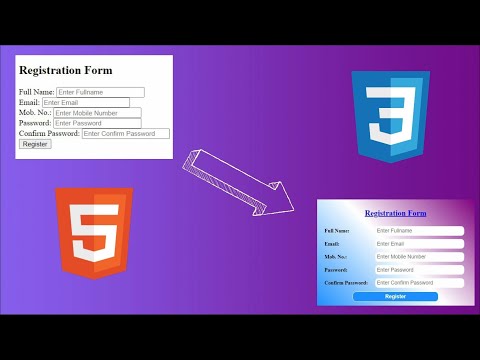 Registration Form
Full Name: Enter Fullname
Email: Enter Email
Mob. No.: Enter Mobile Number
Password: Enter Password
Confirm Password: Enter Confirm Password
Register
3
5
Registration Form
Full Name: Enter Fullname
Email: Enter Email
Mob. No.: Enter Mobile Number
Password: Enter Password
Confirm Password: Enter Confirm Password
Register